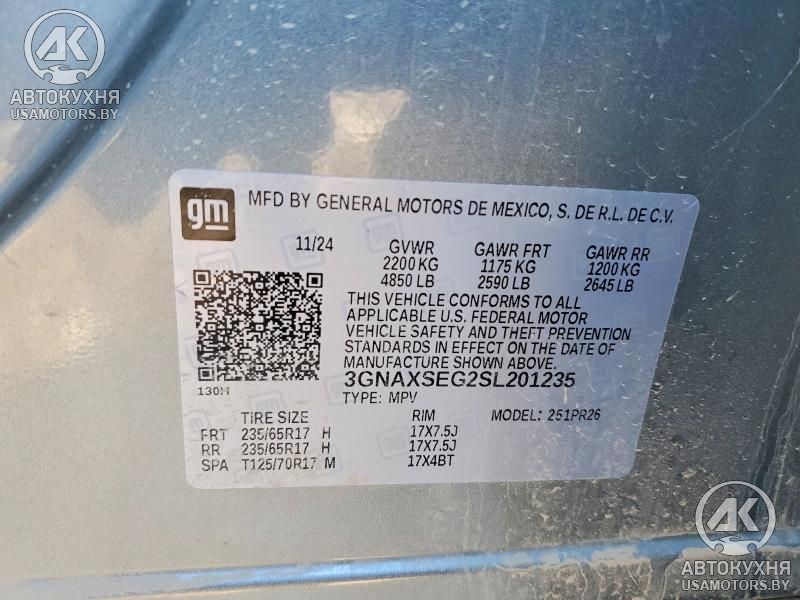 AK
АВТОКУХНЯ
USAMOTORS.BY
gm
MFD BY GENERAL MOTORS DE MEXICO, S. DE R.L. DE C.V.
11/24 GVWR GAWR FRT GAWR RR
2200 KG 1175 KG 1200 KG
4850 LB 2590 LB 2645 LB
THIS VEHICLE CONFORMS TO ALL
APPLICABLE U.S. FEDERAL MOTOR
VEHICLE SAFETY AND THEFT PREVENTION
STANDARDS IN EFFECT ON THE DATE OF
MANUFACTURE SHOWN ABOVE.
130H 3GNAXSEG2SL201235
TYPE: MPV
TIRE SIZE RIM MODEL: 251PR26
FRT 235/65R17 H 17X7.5J
RR 235/65R17 H 17X7.5J
SPA T125/70R17 M 17X4BT
AK
АВТОКУХНЯ
USAMOTORS.BY